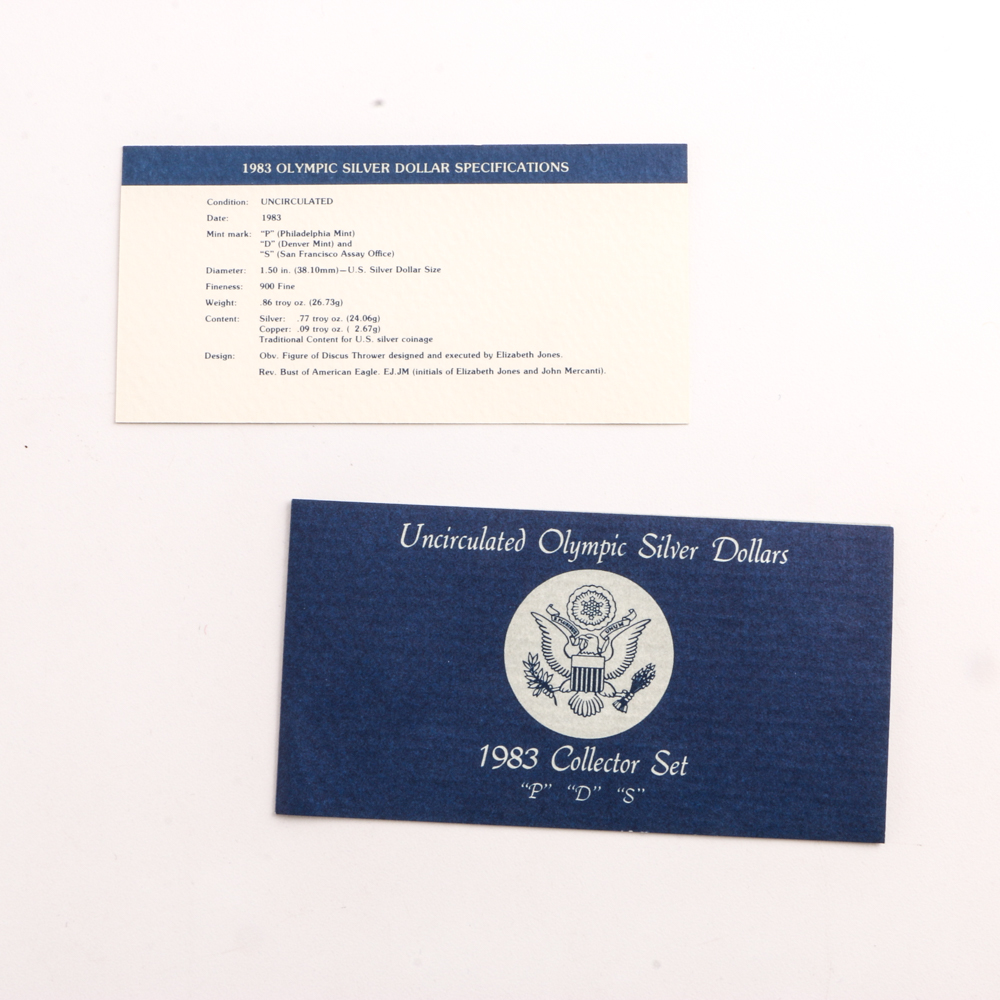 1983 OLYMPIC SILVER DOLLAR SPECIFICATIONS
Condition: UNCIRCULATED
Date: 1983
Mint mark: "P" (Philadelphia Mint)
"D" (Denver Mint) and
"S" (San Francisco Assay Office)
Diameter: 1.50 in. (38.10mm)—U.S. Silver Dollar Size
Fineness: 900 Fine
Weight: .86 troy oz. (26.73g)
Content: Silver: .77 troy oz. (24.06g)
Copper: .09 troy oz. ( 2.67g)
Traditional Content for U.S. silver coinage
Design: Obv. Figure of Discus Thrower designed and executed by Elizabeth Jones.
Rev. Bust of American Eagle. EJ.JM (initials of Elizabeth Jones and John Mercanti).
Uncirculated Olympic Silver Dollars
E PLURIBUS UNUM
1983 Collector Set
"P" "D" "S"